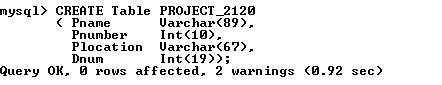 mysql> CREATE Table PROJECT_2120
( Pname Varchar(89),
Pnumber Int(10),
Plocation Varchar(67),
Dnum Int(19));
Query OK, 0 rows affected, 2 warnings (0.92 sec)